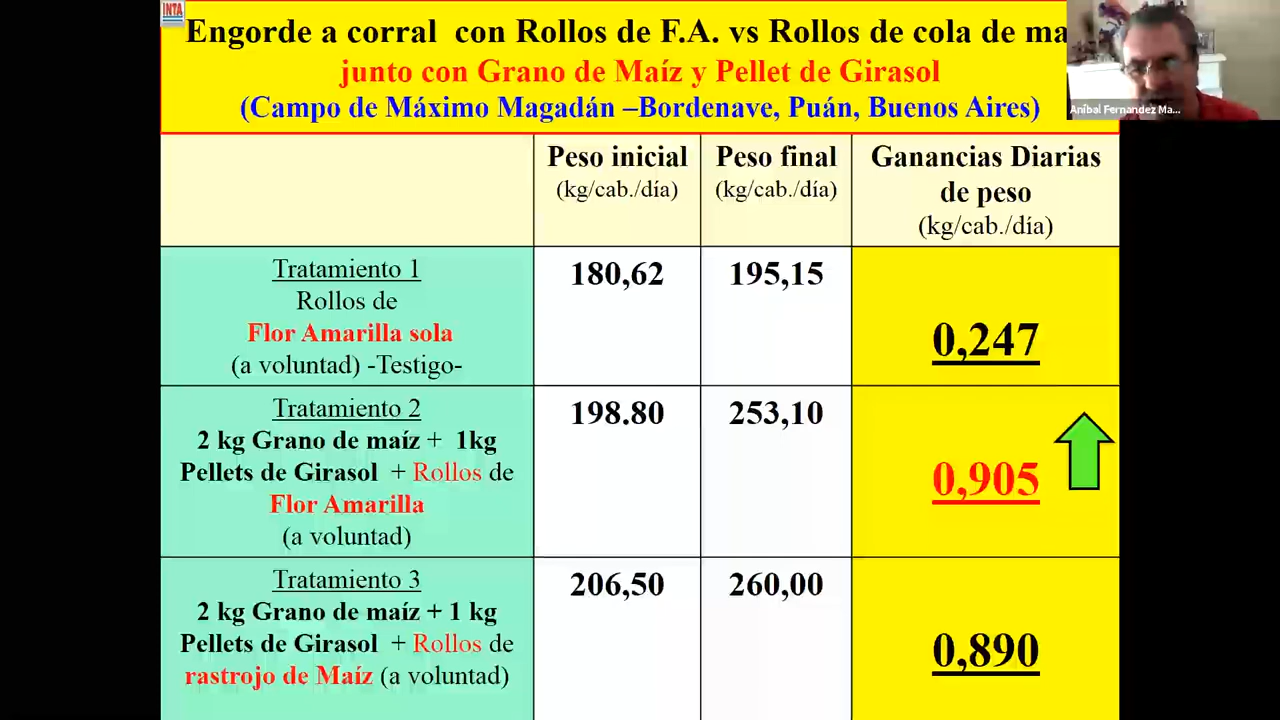 INTA
Engorde a corral con Rollos de F.A. vs Rollos de cola de
junto con Grano de Maíz y Pellet de Girasol
(Campo de Máximo Magadán –Bordenave, Puán, Buenos Aires)
Anibal Fernandez Ma...
Peso inicial
(kg/cab./día)
Peso final
(kg/cab./día)
Ganancias Diarias
de peso
(kg/cab./día)
Tratamiento 1
Rollos de
Flor Amarilla sola
(a voluntad) -Testigo-
180,62
195,15
0,247
Tratamiento 2
2 kg Grano de maíz + 1kg
Pellets de Girasol + Rollos de
Flor Amarilla
(a voluntad)
198.80
253,10
0,905
Tratamiento 3
2 kg Grano de maíz + 1 kg
Pellets de Girasol + Rollos de
rastrojo de Maíz (a voluntad)
206,50
260,00
0,890